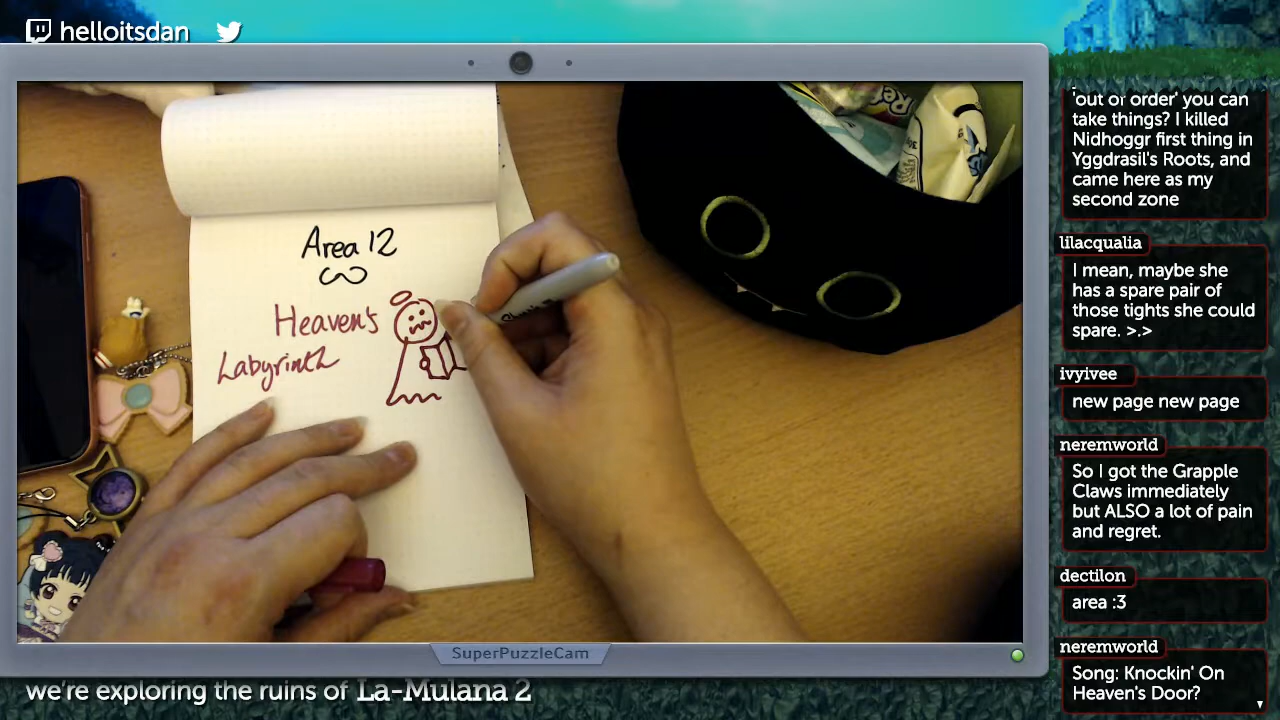 helloitsdan
Area 12
Heaven's
Labyrinth
SuperPuzzleCam
we're exploring the ruins of La-Mulana 2
'out of order' you can
take things? I killed
Nidhoggr first thing in
Yggdrasil's Roots, and
came here as my
second zone
lilacqualia
I mean, maybe she
has a spare pair of
those tights she could
spare. >.>
ivyivee
new page new page
neremworld
So I got the Grapple
Claws immediately
but ALSO a lot of pain
and regret.
dectilon
area :3
neremworld
Song: Knockin' On
Heaven's Door?